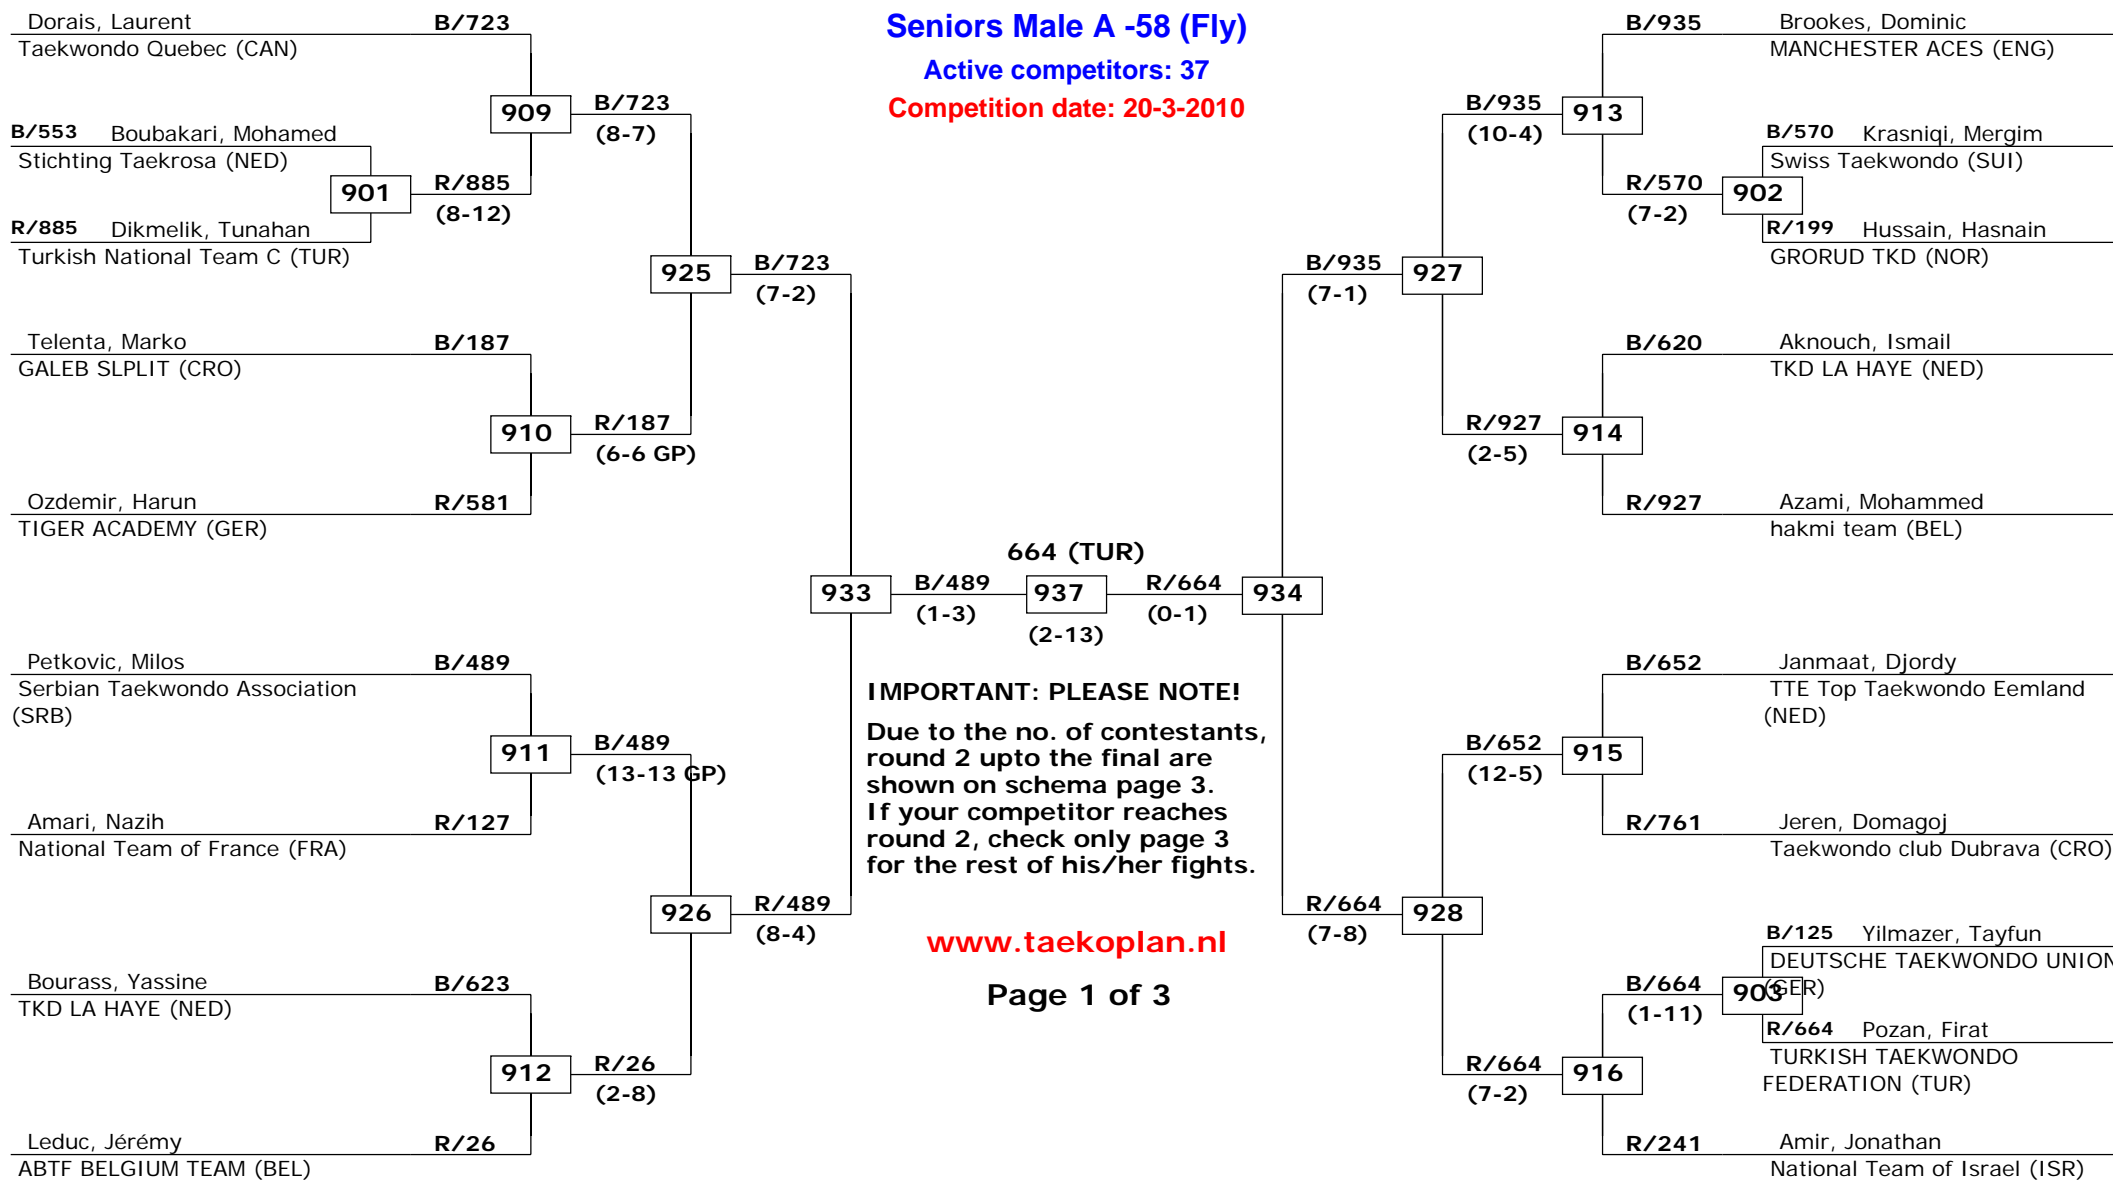 Seniors Male A -58 (Fly)
Active competitors: 37
Competition date: 20-3-2010
Dorais, Laurent B/723
Taekwondo Quebec (CAN)
909
B/723
(8-7)
B/553 Boubakari, Mohamed
Stichting Taekrosa (NED)
901
R/885
(8-12)
R/885 Dikmelik, Tunahan
Turkish National Team C (TUR)
925
B/723
(7-2)
Telenta, Marko B/187
GALEB SLPLIT (CRO)
910
R/187
(6-6 GP)
Ozdemir, Harun R/581
TIGER ACADEMY (GER)
933
B/489
(1-3)
664 (TUR)
937
(2-13)
R/664
(0-1)
934
Petkovic, Milos B/489
Serbian Taekwondo Association
(SRB)
911
B/489
(13-13 GP)
Amari, Nazih R/127
National Team of France (FRA)
926
R/489
(8-4)
Bourass, Yassine B/623
TKD LA HAYE (NED)
912
R/26
(2-8)
Leduc, Jérémy R/26
ABTF BELGIUM TEAM (BEL)
IMPORTANT: PLEASE NOTE!
Due to the no. of contestants,
round 2 upto the final are
shown on schema page 3.
If your competitor reaches
round 2, check only page 3
for the rest of his/her fights.
www.taekoplan.nl
Page 1 of 3
B/935 Brookes, Dominic
MANCHESTER ACES (ENG)
B/935
(10-4)
913
B/570 Krasniqi, Mergim
Swiss Taekwondo (SUI)
R/570
(7-2)
902
R/199 Hussain, Hasnain
GRORUD TKD (NOR)
B/935
(7-1)
927
B/620 Aknouch, Ismail
TKD LA HAYE (NED)
R/927
(2-5)
914
R/927 Azami, Mohammed
hakmi team (BEL)
B/652 Janmaat, Djordy
TTE Top Taekwondo Eemland
(NED)
B/652
(12-5)
915
R/761 Jeren, Domagoj
Taekwondo club Dubrava (CRO)
R/664
(7-8)
928
B/125 Yilmazer, Tayfun
DEUTSCHE TAEKWONDO UNION
(GER)
B/664
(1-11)
903
R/664 Pozan, Firat
TURKISH TAEKWONDO
FEDERATION (TUR)
R/664
(7-2)
916
R/241 Amir, Jonathan
National Team of Israel (ISR)